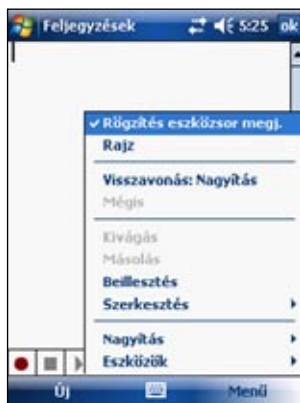 Feljegyzések 5:25 ok
Rögzítés eszközsor megj.
Rajz
Visszavonás: Nagyítás
Mégis
Kivágás
Másolás
Beillesztés
Szerkesztés
Nagyítás
Eszközök
Új Menü